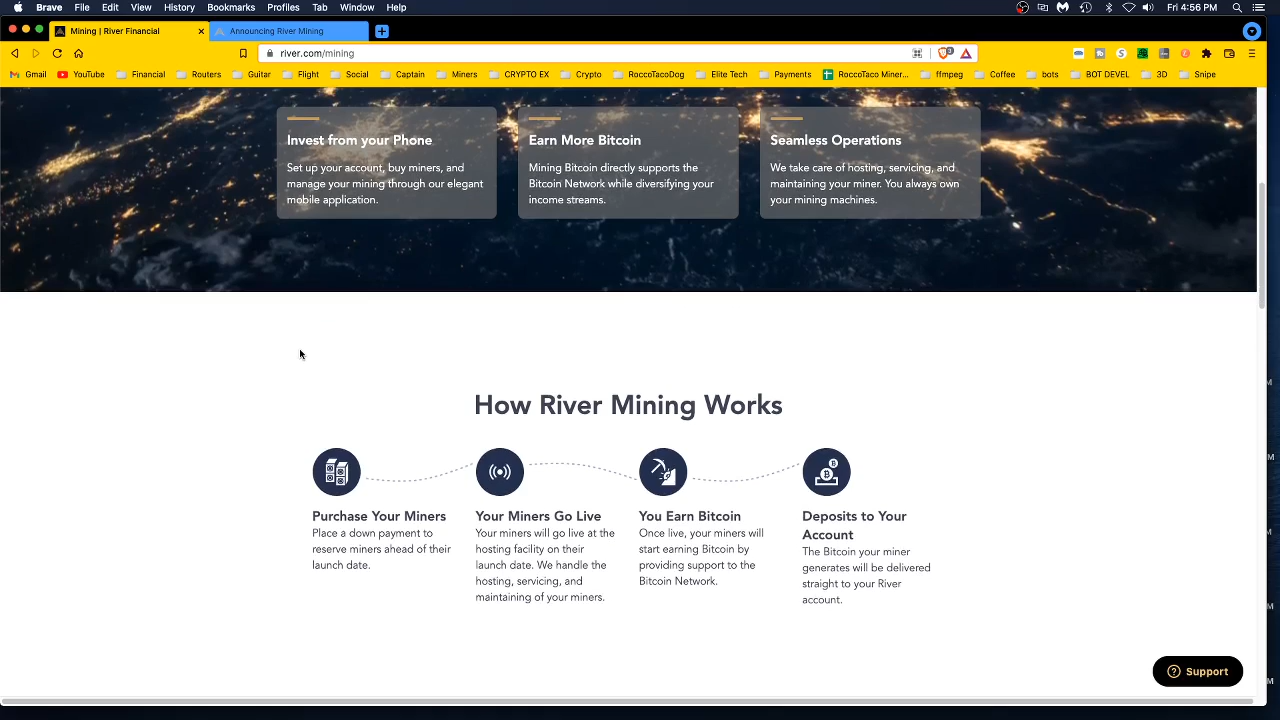 Brave File Edit View History Bookmarks Profiles Tab Window Help Fri 4:56 PM
Mining | River Financial Announcing River Mining
river.com/mining
Gmail YouTube Financial Routers Guitar Flight Social Captain Miners CRYPTO EX Crypto RoccoTacoDog Elite Tech Payments RoccoTaco Miner... ffmpeg Coffee bots BOT DEVEL 3D Snipe
Invest from your Phone
Set up your account, buy miners, and
manage your mining through our elegant
mobile application.
Earn More Bitcoin
Mining Bitcoin directly supports the
Bitcoin Network while diversifying your
income streams.
Seamless Operations
We take care of hosting, servicing, and
maintaining your miner. You always own
your mining machines.
How River Mining Works
Purchase Your Miners
Place a down payment to
reserve miners ahead of their
launch date.
Your Miners Go Live
Your miners will go live at the
hosting facility on their
launch date. We handle the
hosting, servicing, and
maintaining of your miners.
You Earn Bitcoin
Once live, your miners will
start earning Bitcoin by
providing support to the
Bitcoin Network.
Deposits to Your
Account
The Bitcoin your miner
generates will be delivered
straight to your River
account.
Support